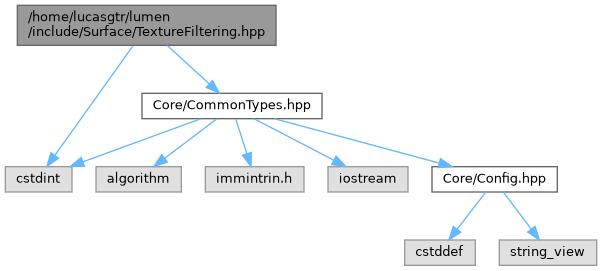 /home/lucasgtr/lumen
/include/Surface/TextureFiltering.hpp
Core/CommonTypes.hpp
cstdint
algorithm
immintrin.h
iostream
Core/Config.hpp
cstddef
string_view